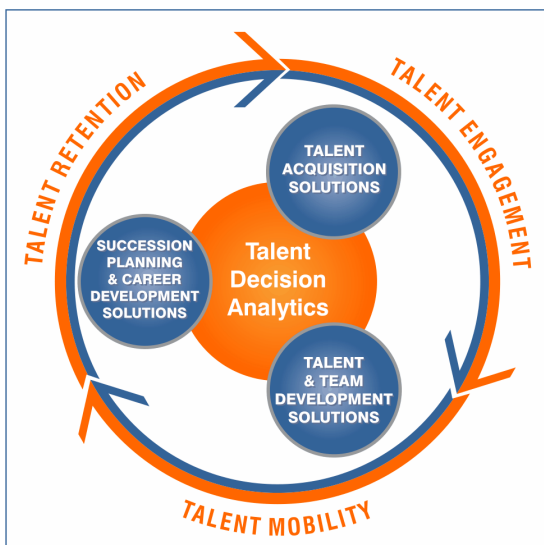 TALENT RETENTION
TALENT ENGAGEMENT
TALENT
ACQUISITION
SOLUTIONS
SUCCESSION
PLANNING
& CAREER
DEVELOPMENT
SOLUTIONS
Talent
Decision
Analytics
TALENT
& TEAM
DEVELOPMENT
SOLUTIONS
TALENT MOBILITY